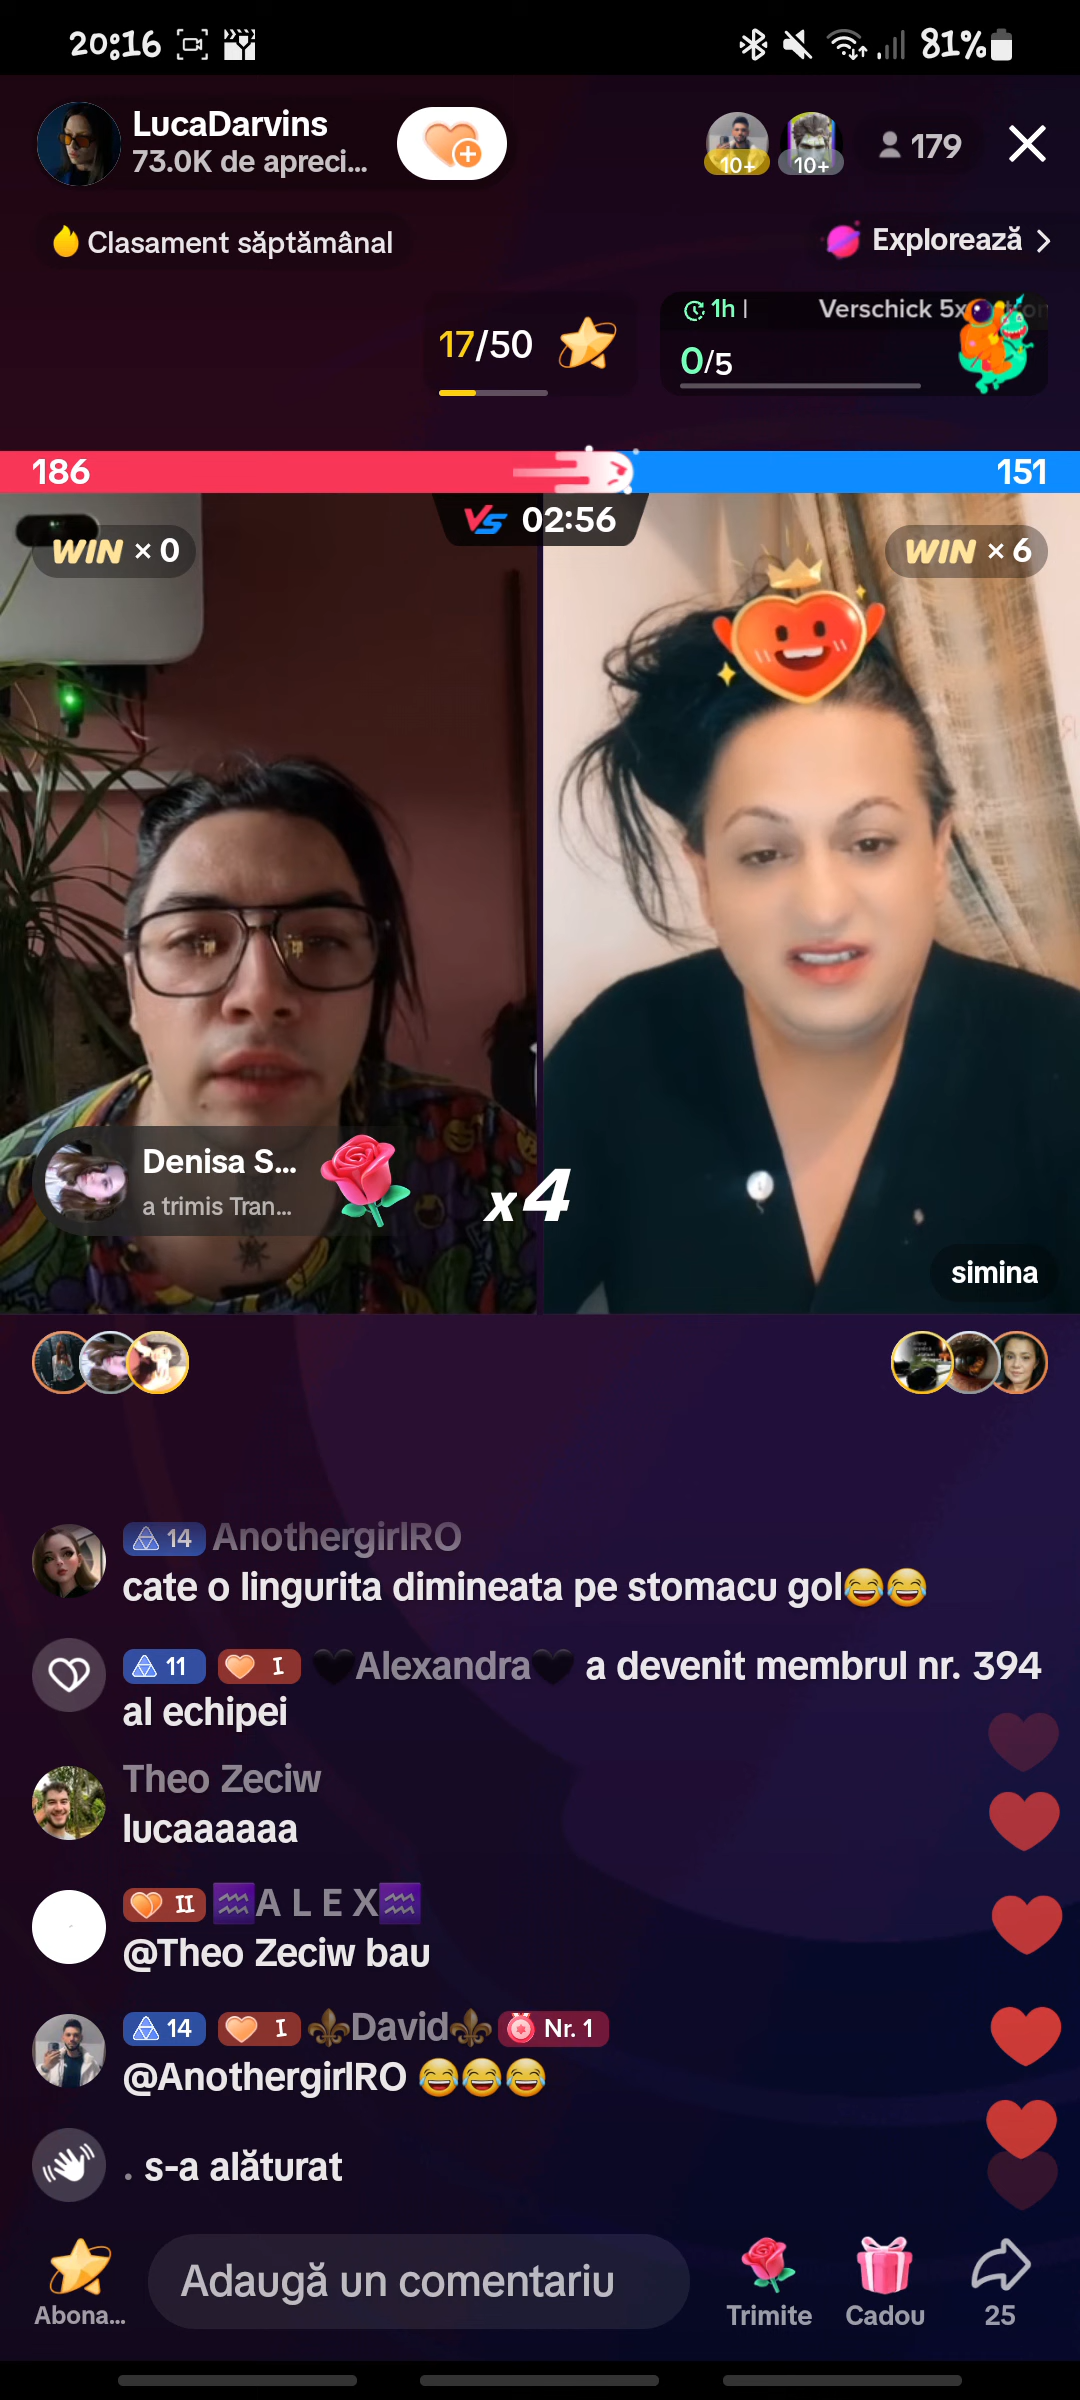 20:16
81%
LucaDarvins
73.0K de apreci...
10+
10+
179
Clasament săptămânal
Explorează
17/50
1h |
Verschick 5x
0/5
186
151
VS 02:56
WIN × 0
WIN × 6
Denisa S...
a trimis Tran...
x4
simina
14 AnothergirlRO
cate o lingurita dimineata pe stomacu gol😂😂
11 I 🖤Alexandra🖤 a devenit membrul nr. 394
al echipei
Theo Zeciw
lucaaaaaa
II ♒A L E X♒
@Theo Zeciw bau
14 I ⚜David⚜ Nr. 1
@AnothergirlRO 😂😂😂
. s-a alăturat
Abona...
Adaugă un comentariu
Trimite
Cadou
25